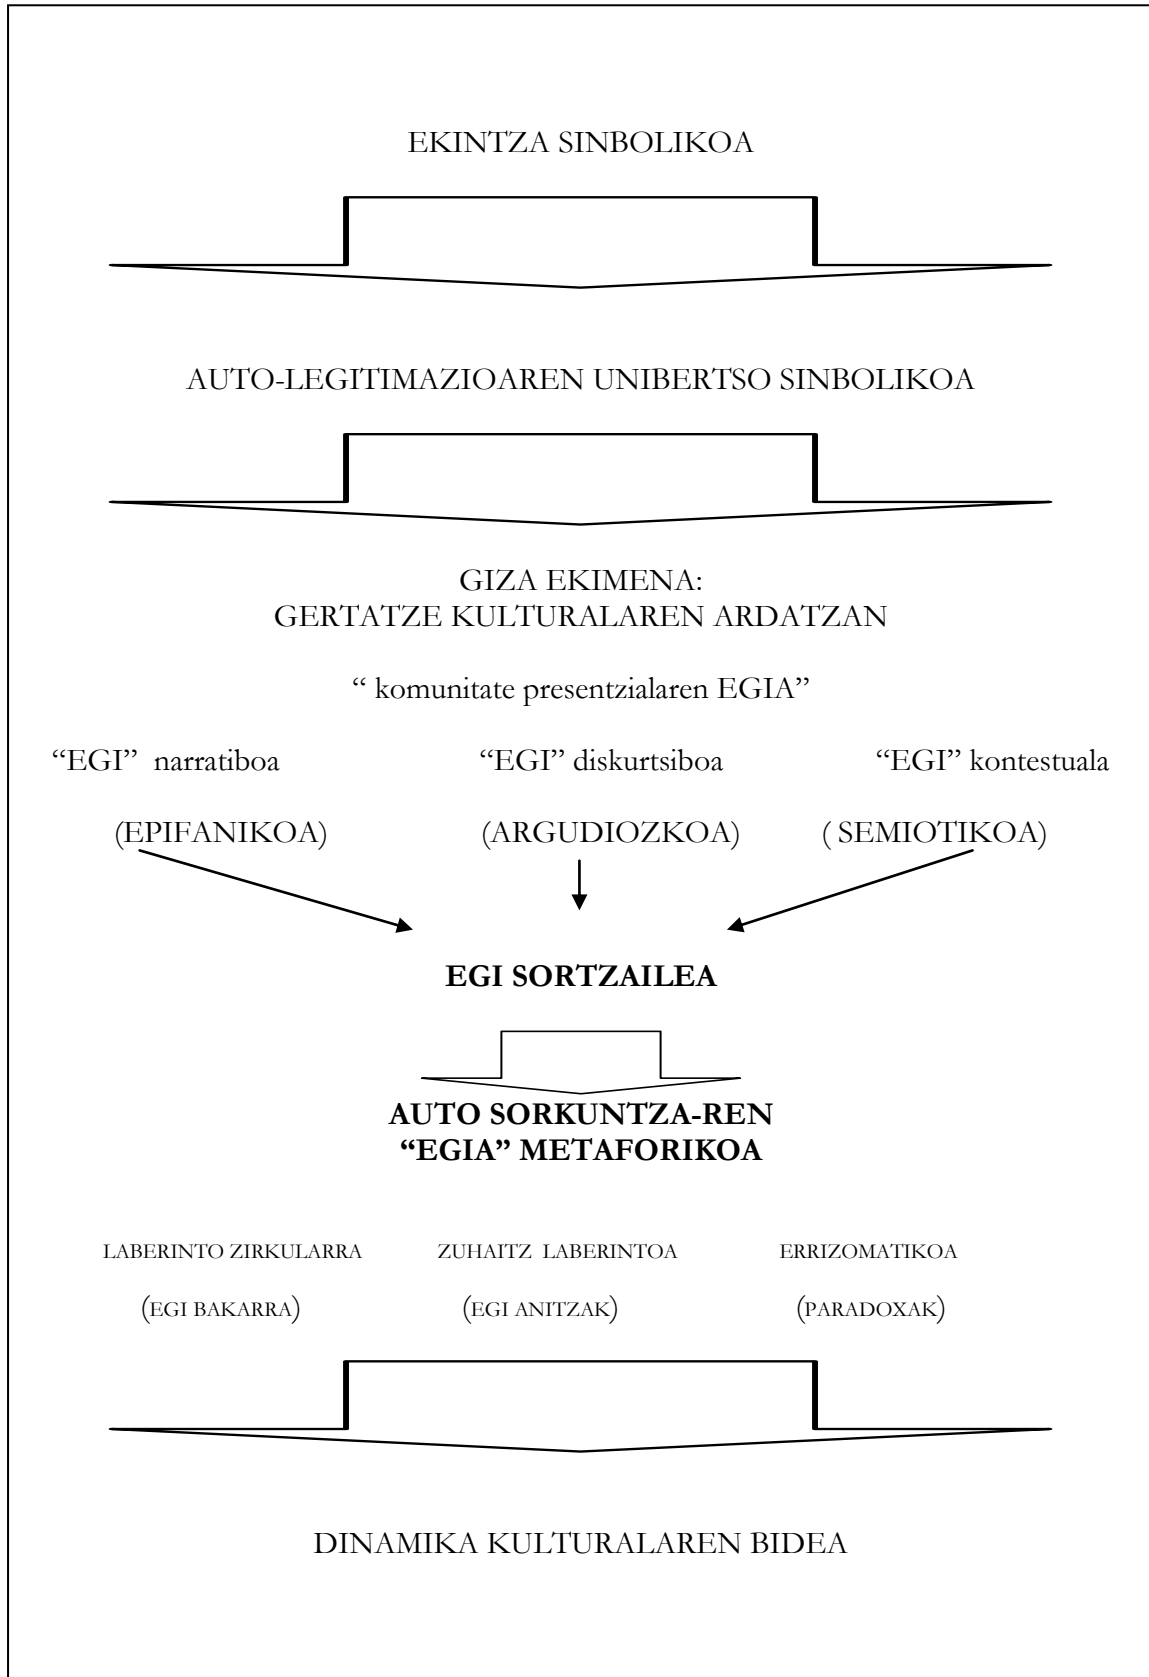 EKINTZA SINBOLIKOA
AUTO-LEGITIMAZIOAREN UNIBERTSO SINBOLIKOA
GIZA EKIMENA:
GERTATZE KULTURALAREN ARDATZAN
“ komunitate presentzialaren EGIA”
“EGI” narratiboa “EGI” diskurtsiboa “EGI” kontestuala
(EPIFANIKOA) (ARGUDIOZKOA) ( SEMIOTIKOA)
EGI SORTZAILEA
AUTO SORKUNTZA-REN
“EGIA” METAFORIKOA
LABERINTO ZIRKULARRA ZUHAITZ LABERINTOA ERRIZOMATIKOA
(EGI BAKARRA) (EGI ANITZAK) (PARADOXAK)
DINAMIKA KULTURALAREN BIDEA